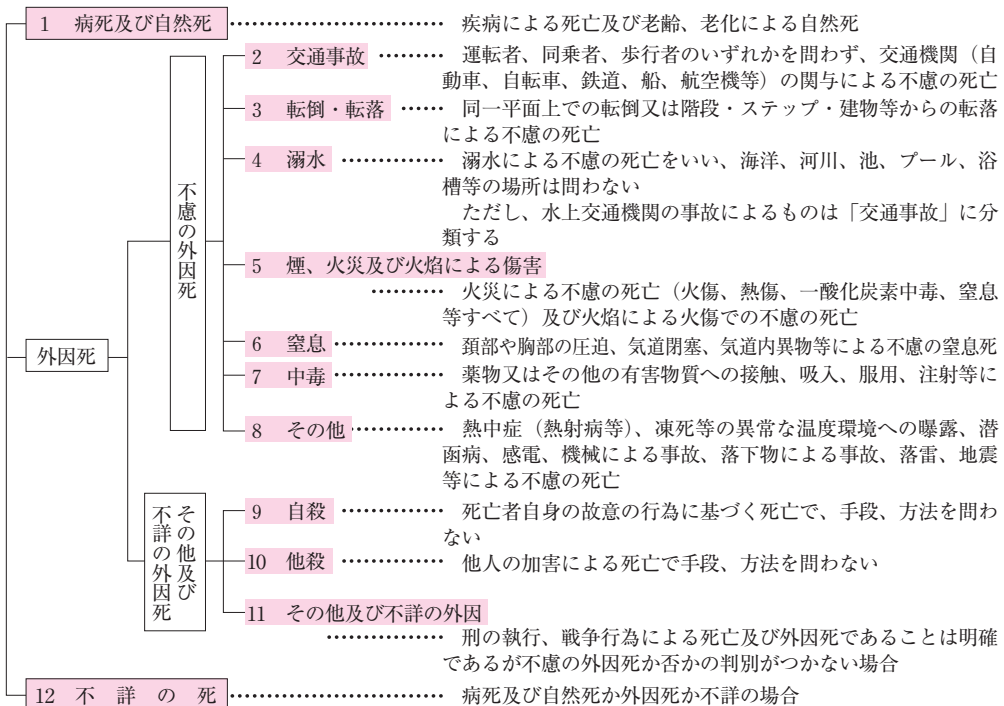 1 病死及び自然死 …………………… 疾病による死亡及び老齢、老化による自然死
2 交通事故 …………… 運転者、同乗者、歩行者のいずれかを問わず、交通機関（自
動車、自転車、鉄道、船、航空機等）の関与による不慮の死亡
3 転倒・転落 …… 同一平面上での転倒又は階段・ステップ・建物等からの転落
による不慮の死亡
4 溺水 …………… 溺水による不慮の死亡をいい、海洋、河川、池、プール、浴
槽等の場所は問わない
ただし、水上交通機関の事故によるものは「交通事故」に分
類する
不慮の外因死
5 煙、火災及び火焰による傷害
………… 火災による不慮の死亡（火傷、熱傷、一酸化炭素中毒、窒息
等すべて）及び火焰による火傷での不慮の死亡
外因死
6 窒息 …………… 頚部や胸部の圧迫、気道閉塞、気道内異物等による不慮の窒息死
7 中毒 …………… 薬物又はその他の有害物質への接触、吸入、服用、注射等に
よる不慮の死亡
8 その他 ………… 熱中症（熱射病等）、凍死等の異常な温度環境への曝露、潜
函病、感電、機械による事故、落下物による事故、落雷、地震
等による不慮の死亡
その他及び
不詳の外因死
9 自殺 …………… 死亡者自身の故意の行為に基づく死亡で、手段、方法を問わ
ない
10 他殺 …………… 他人の加害による死亡で手段、方法を問わない
11 その他及び不詳の外因
…………… 刑の執行、戦争行為による死亡及び外因死であることは明確
であるが不慮の外因死か否かの判別がつかない場合
12 不詳の死 …………………… 病死及び自然死か外因死か不詳の場合